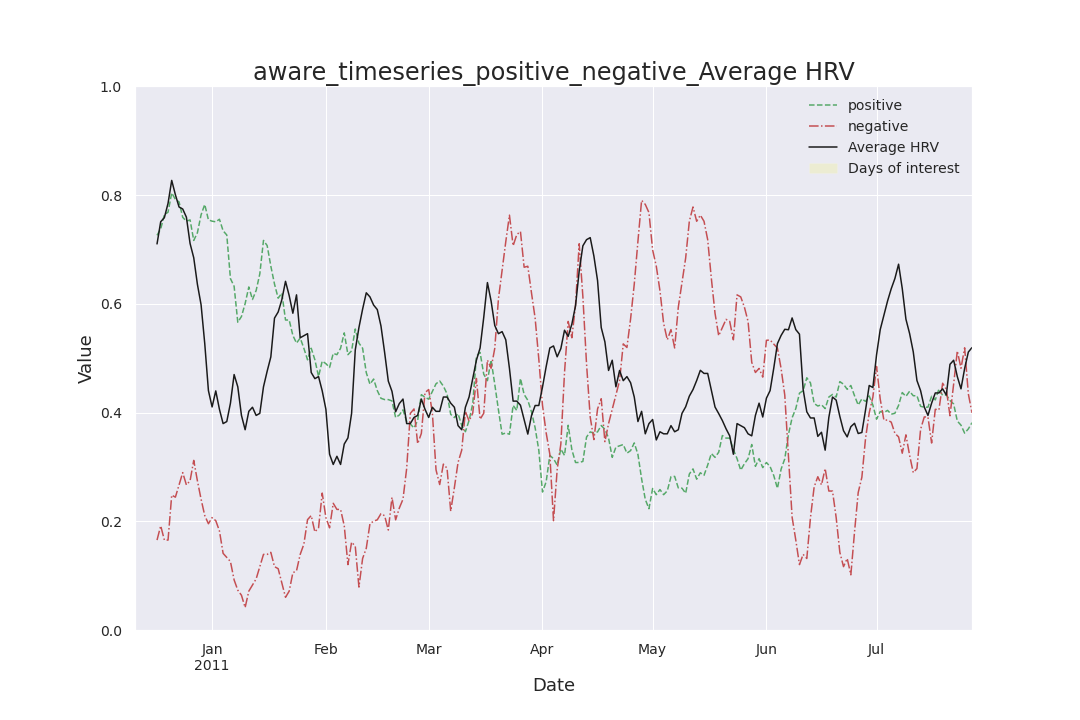 aware_timeseries_positive_negative_Average HRV
1.0
0.8
0.6
0.4
0.2
0.0
Value
positive
negative
Average HRV
Days of interest
Jan Feb Mar Apr May Jun Jul
2011
Date